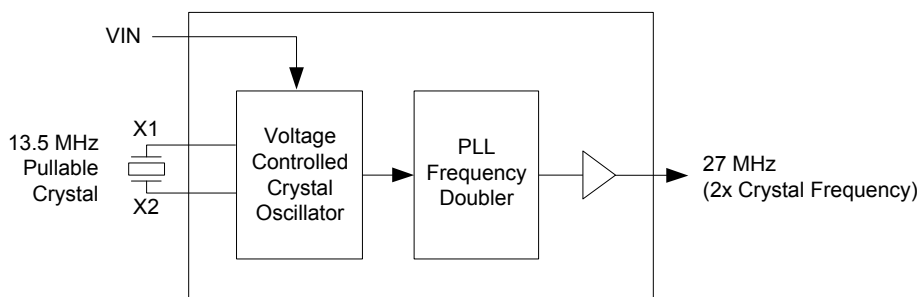 VIN
13.5 MHz
Pullable
Crystal
X1
X2
Voltage
Controlled
Crystal
Oscillator
PLL
Frequency
Doubler
27 MHz
(2x Crystal Frequency)